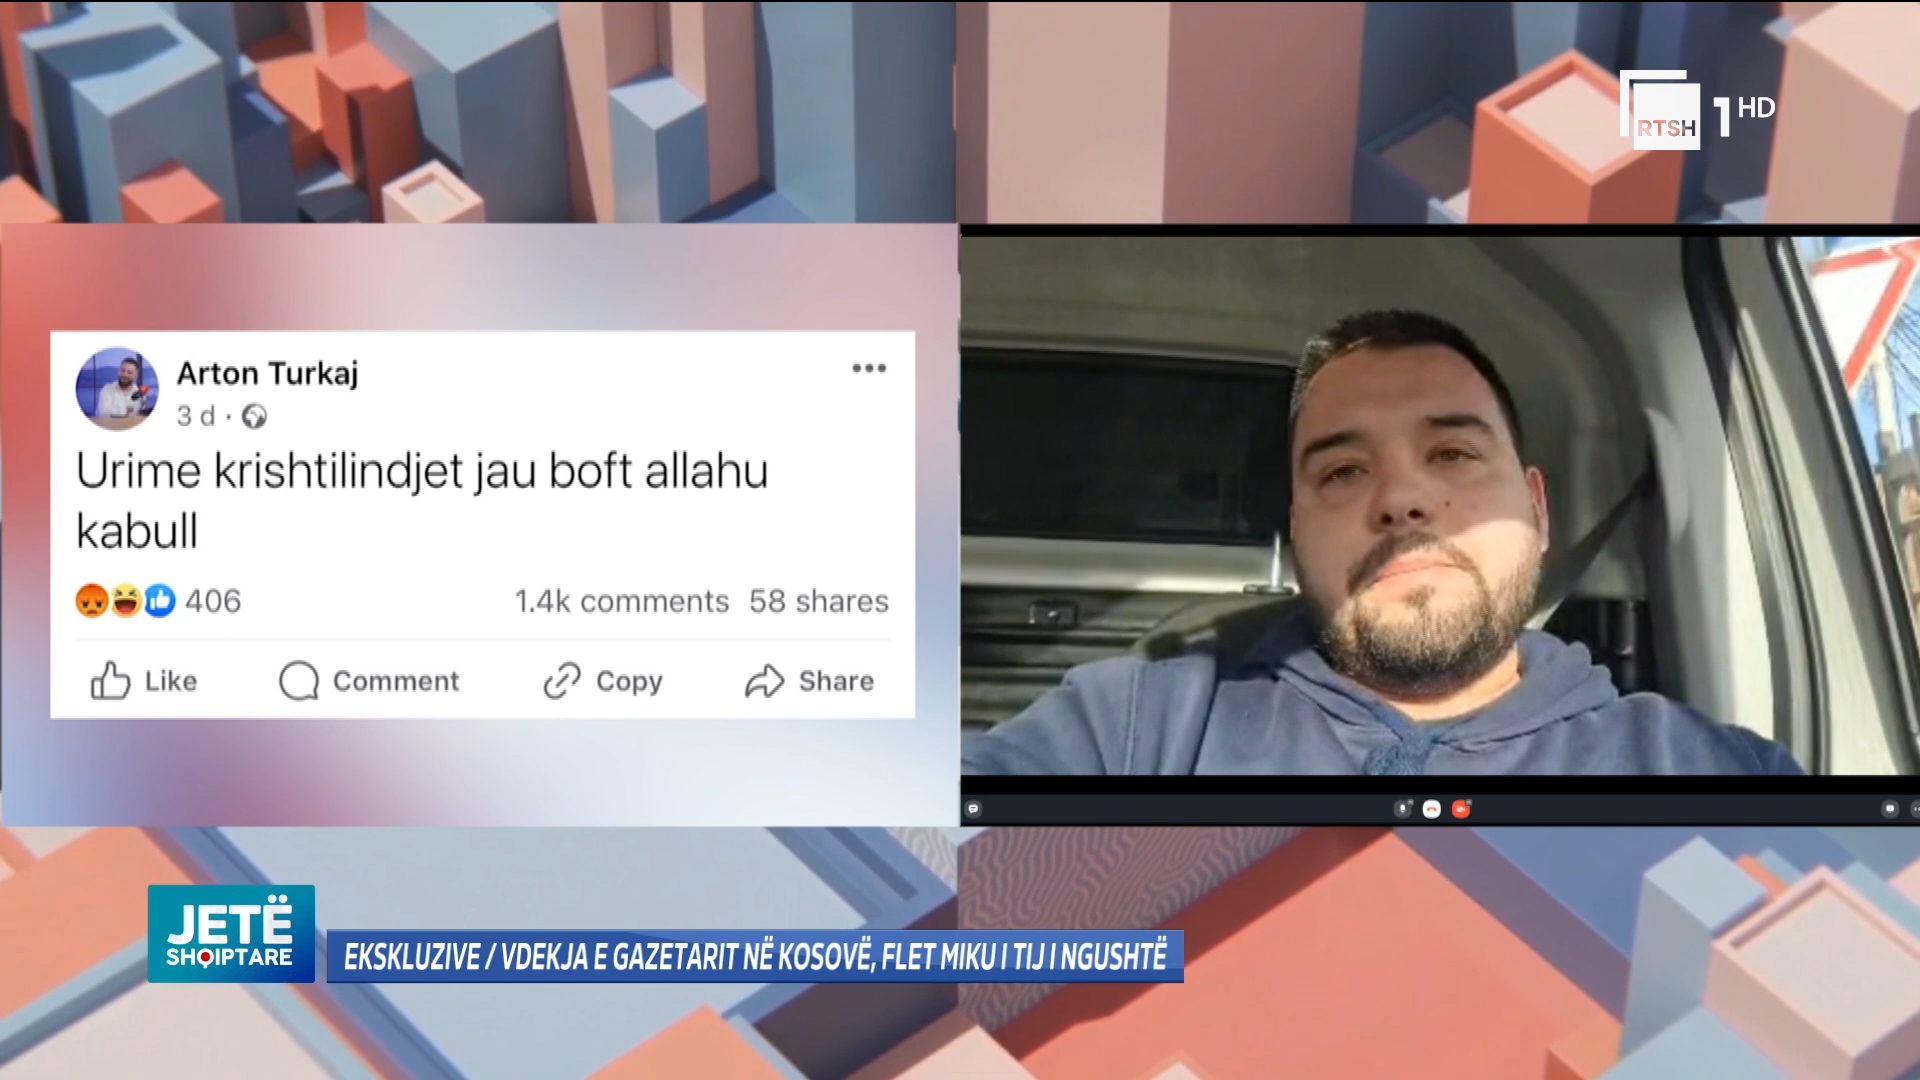 RTSH 1 HD
Arton Turkaj
3 d ·
Urime krishtilindjet jau boft allahu
kabull
406 1.4k comments 58 shares
Like Comment Copy Share
JETË
SHQIPTARE
EKSKLUZIVE / VDEKJA E GAZETARIT NË KOSOVË, FLET MIKU I TIJ I NGUSHTË